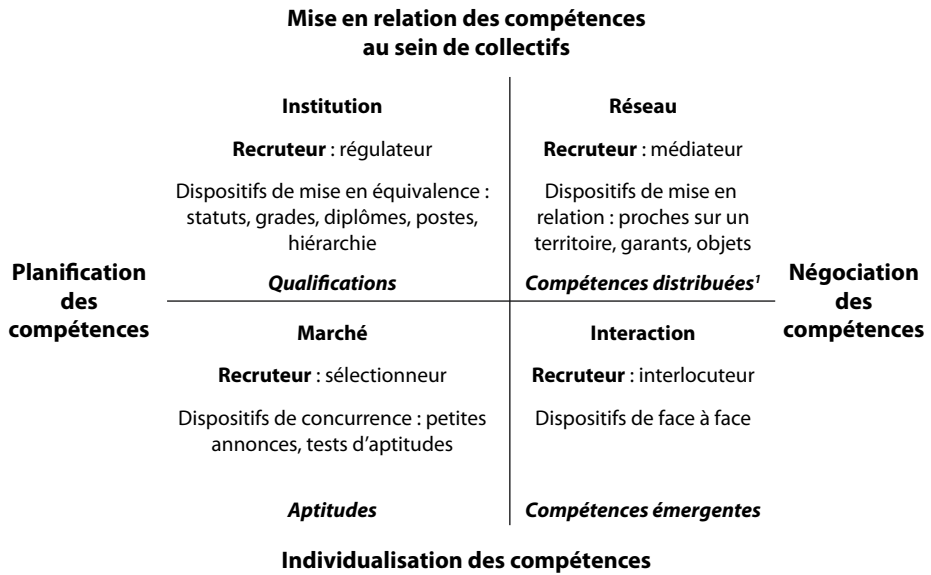 Mise en relation des compétences
au sein de collectifs
Institution
Recruteur : régulateur
Dispositifs de mise en équivalence :
statuts, grades, diplômes, postes,
hiérarchie
Qualifications
Réseau
Recruteur : médiateur
Dispositifs de mise en
relation : proches sur un
territoire, garants, objets
Compétences distribuées¹
Planification
des
compétences
Négociation
des
compétences
Marché
Recruteur : sélectionneur
Dispositifs de concurrence : petites
annonces, tests d’aptitudes
Aptitudes
Interaction
Recruteur : interlocuteur
Dispositifs de face à face
Compétences émergentes
Individualisation des compétences